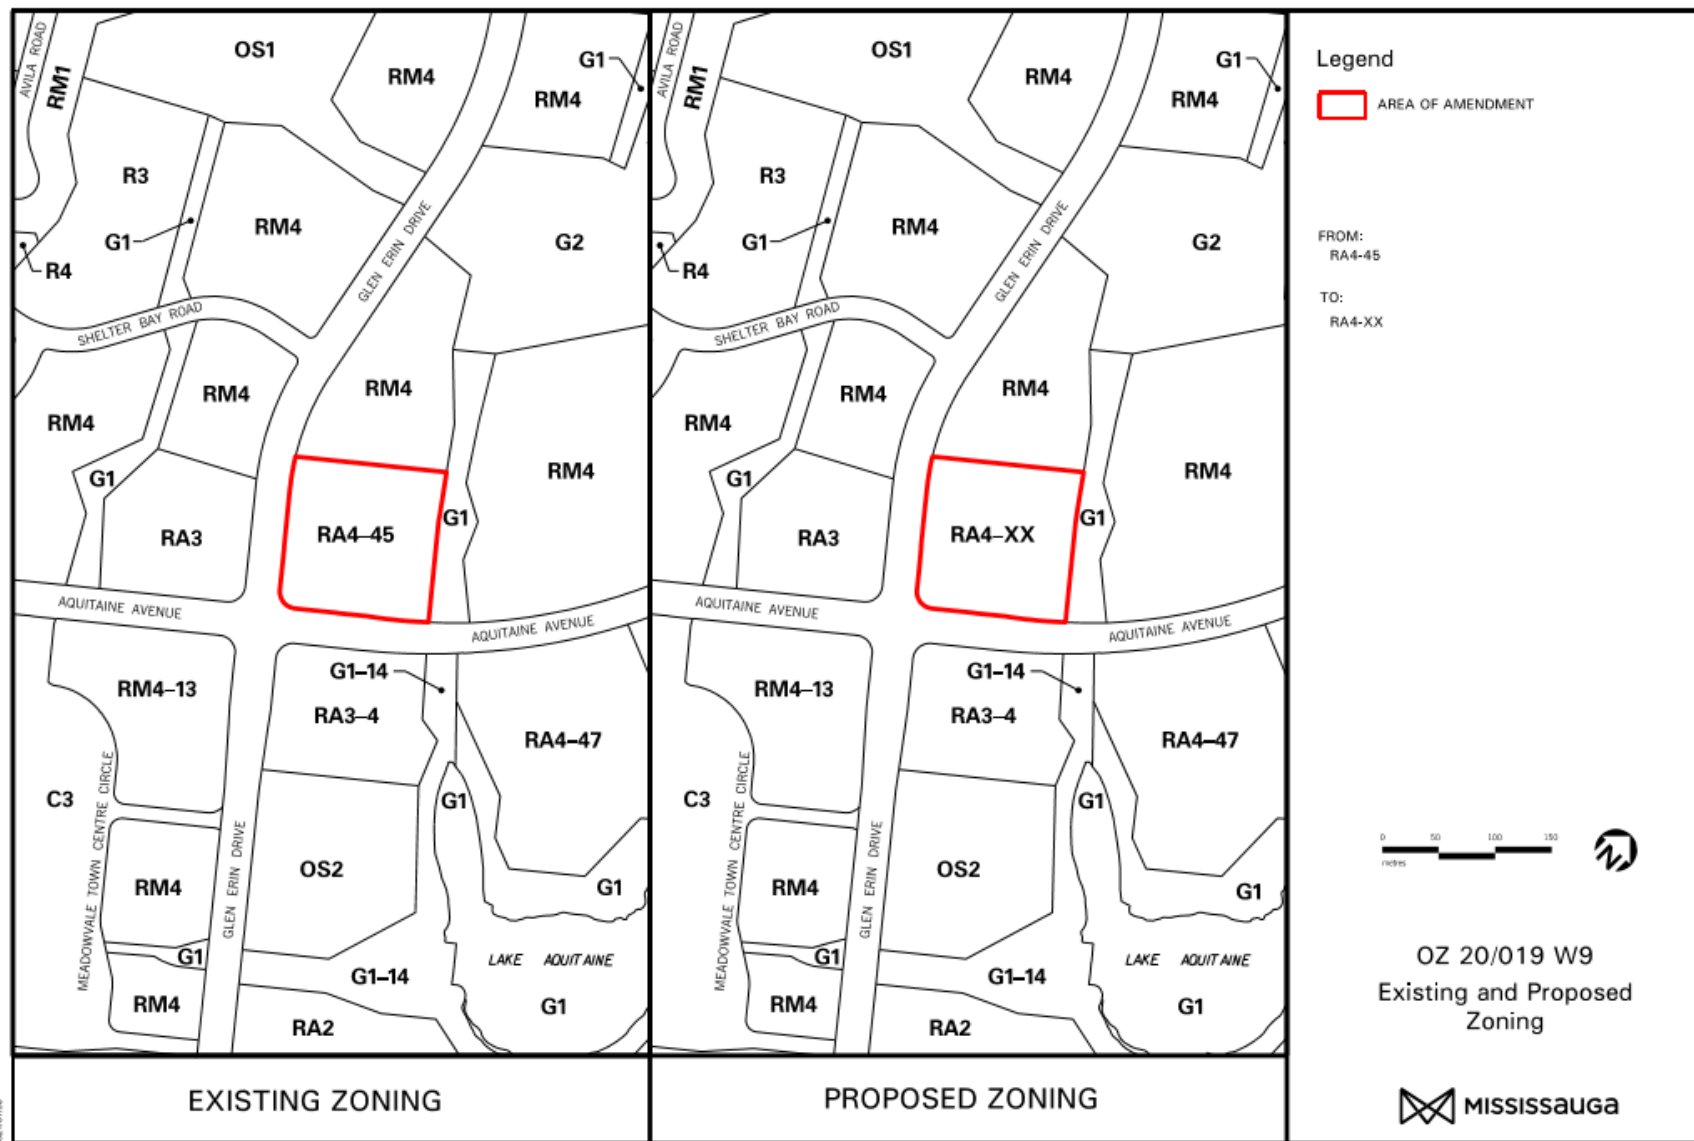 AVILA ROAD
RM1
OS1
RM4
G1
RM4
R3
G1
RM4
G2
R4
GLEN ERIN DRIVE
SHELTER BAY ROAD
RM4
RM4
RM4
RM4
G1
G1
RA3
RA4–45
AQUITAINE AVENUE
AQUITAINE AVENUE
G1–14
RM4–13
RA3–4
RA4–47
C3
MEADOWVALE TOWN CENTRE CIRCLE
G1
GLEN ERIN DRIVE
RM4
OS2
G1
G1
LAKE AQUITAINE
G1–14
RM4
G1
RA2
EXISTING ZONING
AVILA ROAD
RM1
OS1
RM4
G1
RM4
R3
G1
RM4
G2
R4
GLEN ERIN DRIVE
SHELTER BAY ROAD
RM4
RM4
RM4
RM4
G1
G1
RA3
RA4–XX
AQUITAINE AVENUE
AQUITAINE AVENUE
G1–14
RM4–13
RA3–4
RA4–47
C3
MEADOWVALE TOWN CENTRE CIRCLE
G1
GLEN ERIN DRIVE
RM4
OS2
G1
G1
LAKE AQUITAINE
G1–14
RM4
G1
RA2
PROPOSED ZONING
Legend
AREA OF AMENDMENT
FROM:
RA4-45
TO:
RA4-XX
0 50 100 150
metres
OZ 20/019 W9
Existing and Proposed
Zoning
MISSISSAUGA